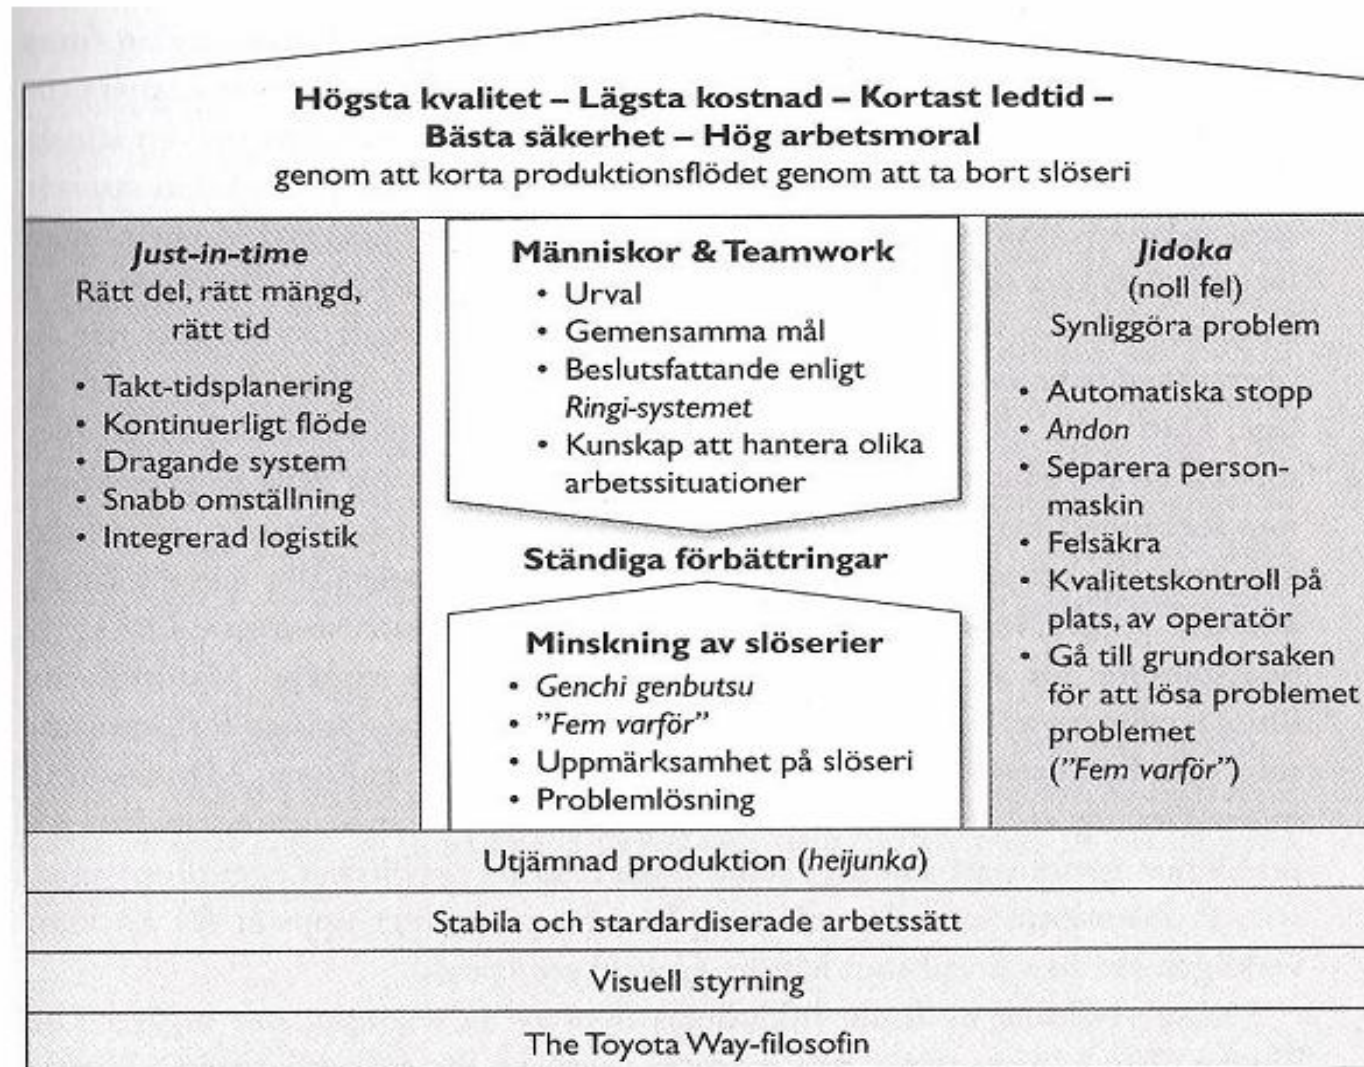 Högsta kvalitet – Lägsta kostnad – Kortast ledtid –
Bästa säkerhet – Hög arbetsmoral
genom att korta produktionsflödet genom att ta bort slöseri
Just-in-time
Rätt del, rätt mängd,
rätt tid
• Takt-tidsplanering
• Kontinuerligt flöde
• Dragande system
• Snabb omställning
• Integrerad logistik
Människor & Teamwork
• Urval
• Gemensamma mål
• Beslutsfattande enligt
Ringi-systemet
• Kunskap att hantera olika
arbetssituationer
Ständiga förbättringar
Minskning av slöserier
• Genchi genbutsu
• ”Fem varför”
• Uppmärksamhet på slöseri
• Problemlösning
Jidoka
(noll fel)
Synliggöra problem
• Automatiska stopp
• Andon
• Separera person-
maskin
• Felsäkra
• Kvalitetskontroll på
plats, av operatör
• Gå till grundorsaken
för att lösa problemet
problemet
(”Fem varför”)
Utjämnad produktion (heijunka)
Stabila och stardardiserade arbetssätt
Visuell styrning
The Toyota Way-filosofin